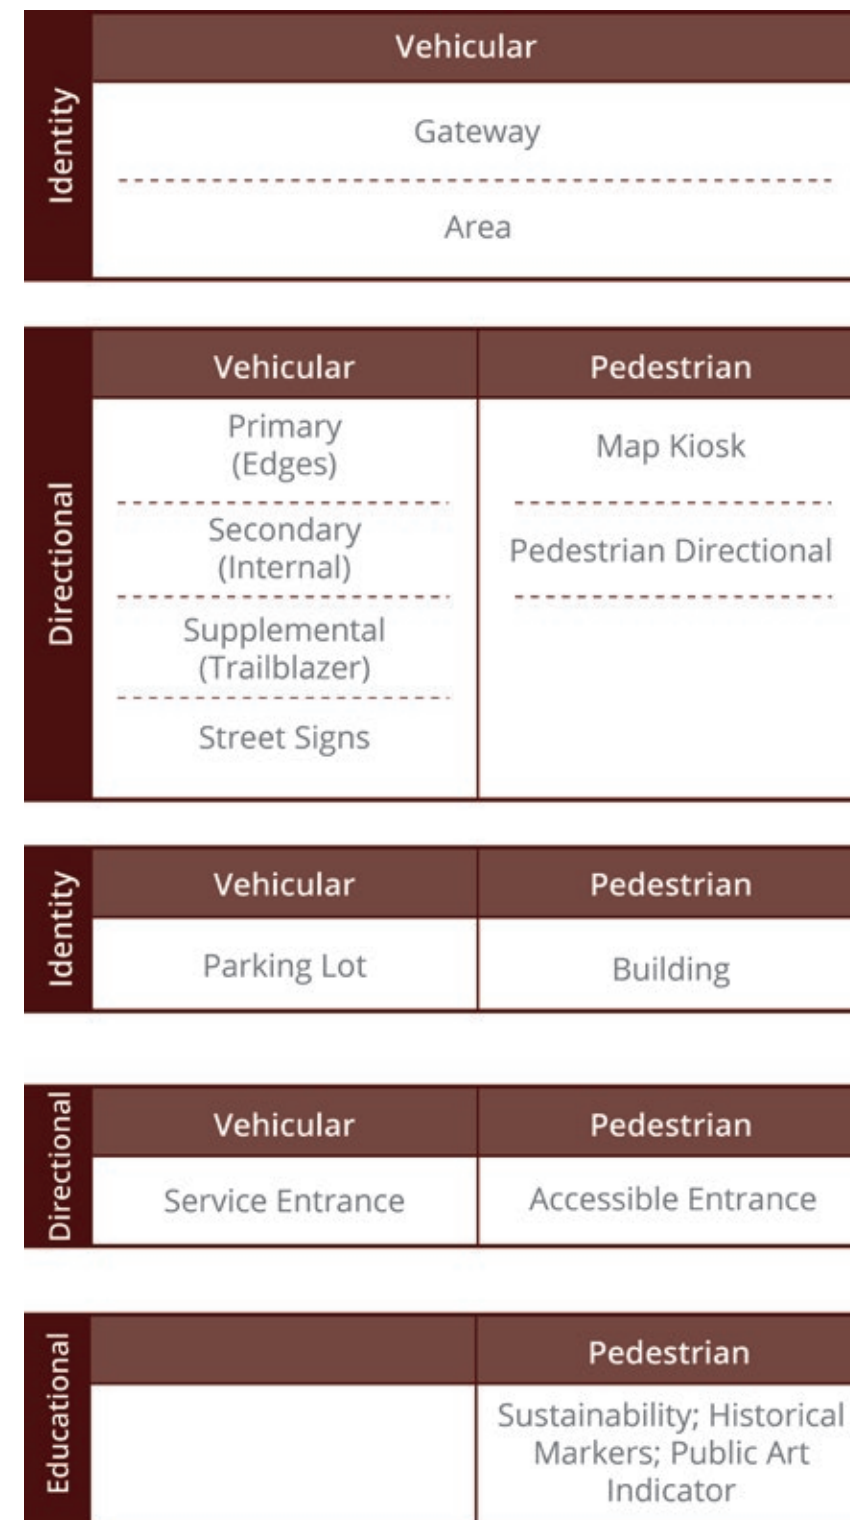 Identity
Vehicular
Gateway
Area
Directional
Vehicular
Pedestrian
Primary
(Edges)
Map Kiosk
Secondary
(Internal)
Pedestrian Directional
Supplemental
(Trailblazer)
Street Signs
Identity
Vehicular
Pedestrian
Parking Lot
Building
Directional
Vehicular
Pedestrian
Service Entrance
Accessible Entrance
Educational
Pedestrian
Sustainability; Historical
Markers; Public Art
Indicator